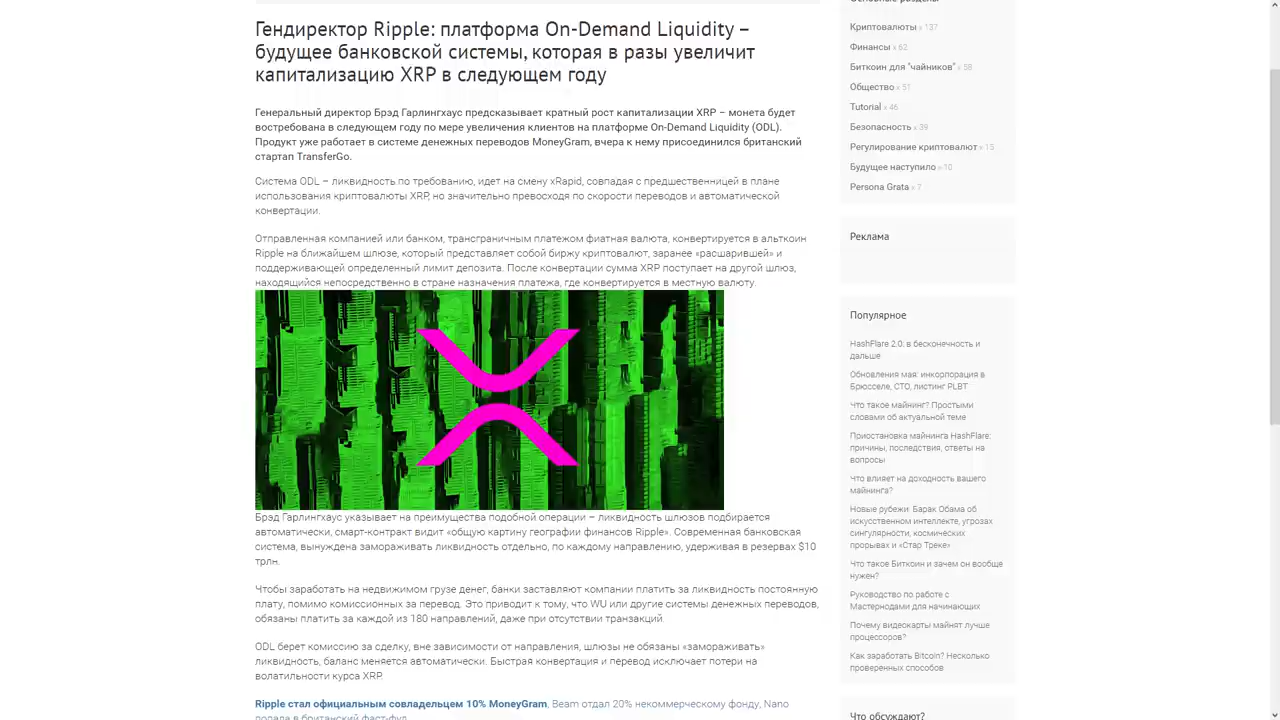 Основные разделы
Гендиректор Ripple: платформа On-Demand Liquidity –
будущее банковской системы, которая в разы увеличит
капитализацию XRP в следующем году
Генеральный директор Брэд Гарлингхаус предсказывает кратный рост капитализации XRP – монета будет
востребована в следующем году по мере увеличения клиентов на платформе On-Demand Liquidity (ODL).
Продукт уже работает в системе денежных переводов MoneyGram, вчера к нему присоединился британский
стартап TransferGo.
Система ODL – ликвидность по требованию, идет на смену xRapid, совпадая с предшественницей в плане
использования криптовалюты XRP, но значительно превосходя по скорости переводов и автоматической
конвертации.
Отправленная компанией или банком, трансграничным платежом фиатная валюта, конвертируется в альткоин
Ripple на ближайшем шлюзе, который представляет собой биржу криптовалют, заранее «расшарившей» и
поддерживающей определенный лимит депозита. После конвертации сумма XRP поступает на другой шлюз,
находящийся непосредственно в стране назначения платежа, где конвертируется в местную валюту.
Брэд Гарлингхаус указывает на преимущества подобной операции – ликвидность шлюзов подбирается
автоматически, смарт-контракт видит «общую картину географии финансов Ripple». Современная банковская
система, вынуждена замораживать ликвидность отдельно, по каждому направлению, удерживая в резервах $10
трлн.
Чтобы заработать на недвижимом грузе денег, банки заставляют компании платить за ликвидность постоянную
плату, помимо комиссионных за перевод. Это приводит к тому, что WU или другие системы денежных переводов,
обязаны платить за каждой из 180 направлений, даже при отсутствии транзакций.
ODL берет комиссию за сделку, вне зависимости от направления, шлюзы не обязаны «замораживать»
ликвидность, баланс меняется автоматически. Быстрая конвертация и перевод исключает потери на
волатильности курса XRP.
Ripple стал официальным совладельцем 10% MoneyGram, Beam отдал 20% некоммерческому фонду, Nano
попала в британский фаст-фуд
Криптовалюты x 137
Финансы x 62
Биткоин для "чайников" x 58
Общество x 51
Tutorial x 46
Безопасность x 39
Регулирование криптовалют x 15
Будущее наступило x 10
Persona Grata x 7
Реклама
Популярное
HashFlare 2.0: в бесконечность и
дальше
Обновления мая: инкорпорация в
Брюсселе, СТО, листинг PLBT
Что такое майнинг? Простыми
словами об актуальной теме
Приостановка майнинга HashFlare:
причины, последствия, ответы на
вопросы
Что влияет на доходность вашего
майнинга?
Новые рубежи: Барак Обама об
искусственном интеллекте, угрозах
сингулярности, космических
прорывах и «Стар Треке»
Что такое Биткоин и зачем он вообще
нужен?
Руководство по работе с
Мастернодами для начинающих
Почему видеокарты майнят лучше
процессоров?
Как заработать Bitcoin? Несколько
проверенных способов
Что обсуждают?